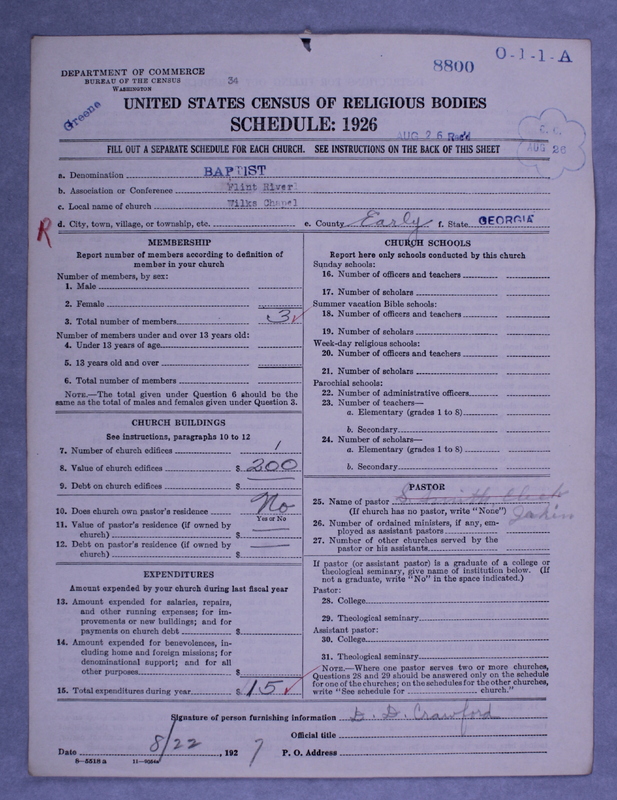 8800
O-1-1-A
DEPARTMENT OF COMMERCE
BUREAU OF THE CENSUS
WASHINGTON
34
Greene
UNITED STATES CENSUS OF RELIGIOUS BODIES
SCHEDULE: 1926
AUG 26 Rec'd
C. C.
AUG 26
FILL OUT A SEPARATE SCHEDULE FOR EACH CHURCH. SEE INSTRUCTIONS ON THE BACK OF THIS SHEET
a. Denomination BAPTIST
b. Association or Conference Flint River
c. Local name of church Wilks Chapel
R
d. City, town, village, or township, etc. e. County Early f. State GEORGIA
MEMBERSHIP
Report number of members according to definition of
member in your church
Number of members, by sex:
1. Male
2. Female
3. Total number of members 3
Number of members under and over 13 years old:
4. Under 13 years of age
5. 13 years old and over
6. Total number of members
NOTE.—The total given under Question 6 should be the
same as the total of males and females given under Question 3.
CHURCH BUILDINGS
See instructions, paragraphs 10 to 12
7. Number of church edifices 1
8. Value of church edifices $ 200
9. Debt on church edifices $
10. Does church own pastor's residence No
Yes or No
11. Value of pastor's residence (if owned by
church) $
12. Debt on pastor's residence (if owned by
church) $
EXPENDITURES
Amount expended by your church during last fiscal year
13. Amount expended for salaries, repairs,
and other running expenses; for im-
provements or new buildings; and for
payments on church debt $
14. Amount expended for benevolences, in-
cluding home and foreign missions; for
denominational support; and for all
other purposes $
15. Total expenditures during year $ 15
CHURCH SCHOOLS
Report here only schools conducted by this church
Sunday schools:
16. Number of officers and teachers
17. Number of scholars
Summer vacation Bible schools:
18. Number of officers and teachers
19. Number of scholars
Week-day religious schools:
20. Number of officers and teachers
21. Number of scholars
Parochial schools:
22. Number of administrative officers
23. Number of teachers—
a. Elementary (grades 1 to 8)
b. Secondary
24. Number of scholars—
a. Elementary (grades 1 to 8)
b. Secondary
PASTOR
25. Name of pastor Smith Clerk
(If church has no pastor, write "None") Jakin
26. Number of ordained ministers, if any, em-
ployed as assistant pastors
27. Number of other churches served by the
pastor or his assistants
If pastor (or assistant pastor) is a graduate of a college or
theological seminary, give name of institution below. (If
not a graduate, write "No" in the space indicated.)
Pastor:
28. College
29. Theological seminary
Assistant pastor:
30. College
31. Theological seminary
NOTE.—Where one pastor serves two or more churches,
Questions 28 and 29 should be answered only on the schedule
for one of the churches; on the schedules for the other churches,
write "See schedule for church."
Signature of person furnishing information D. D. Crawford
Official title
Date 8/22, 1927 P. O. Address
8—5518 a